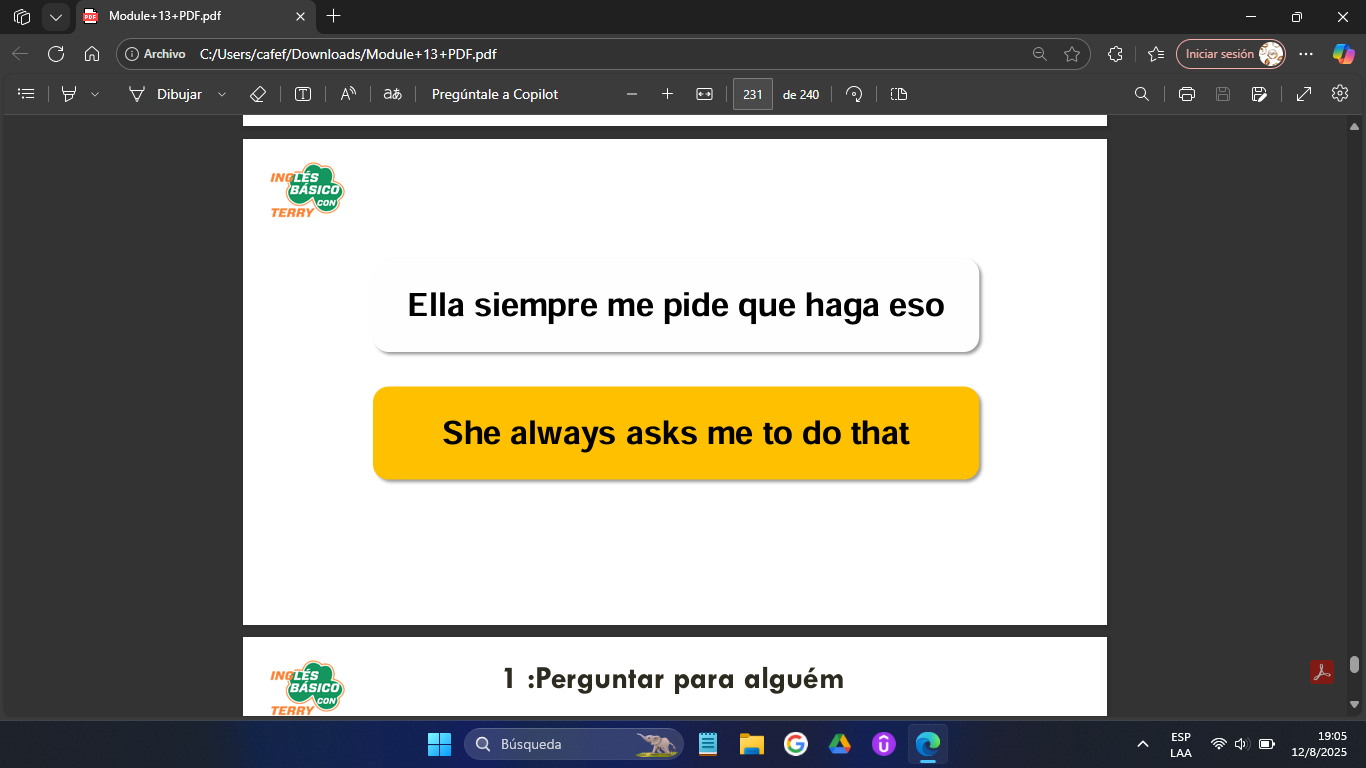 Module+13+PDF.pdf
Archivo C:/Users/cafef/Downloads/Module+13+PDF.pdf
Iniciar sesión
Dibujar
aあ
Pregúntale a Copilot
231 de 240
INGLÉS
BÁSICO
CON
TERRY
Ella siempre me pide que haga eso
She always asks me to do that
INGLÉS
BÁSICO
CON
TERRY
1 :Perguntar para alguém
Búsqueda
ESP
LAA
19:05
12/8/2025